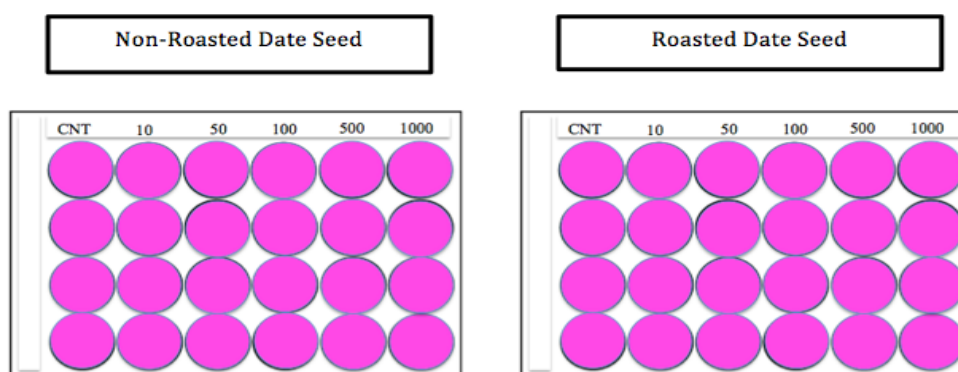 Non-Roasted Date Seed
Roasted Date Seed
CNT 10 50 100 500 1000
CNT 10 50 100 500 1000